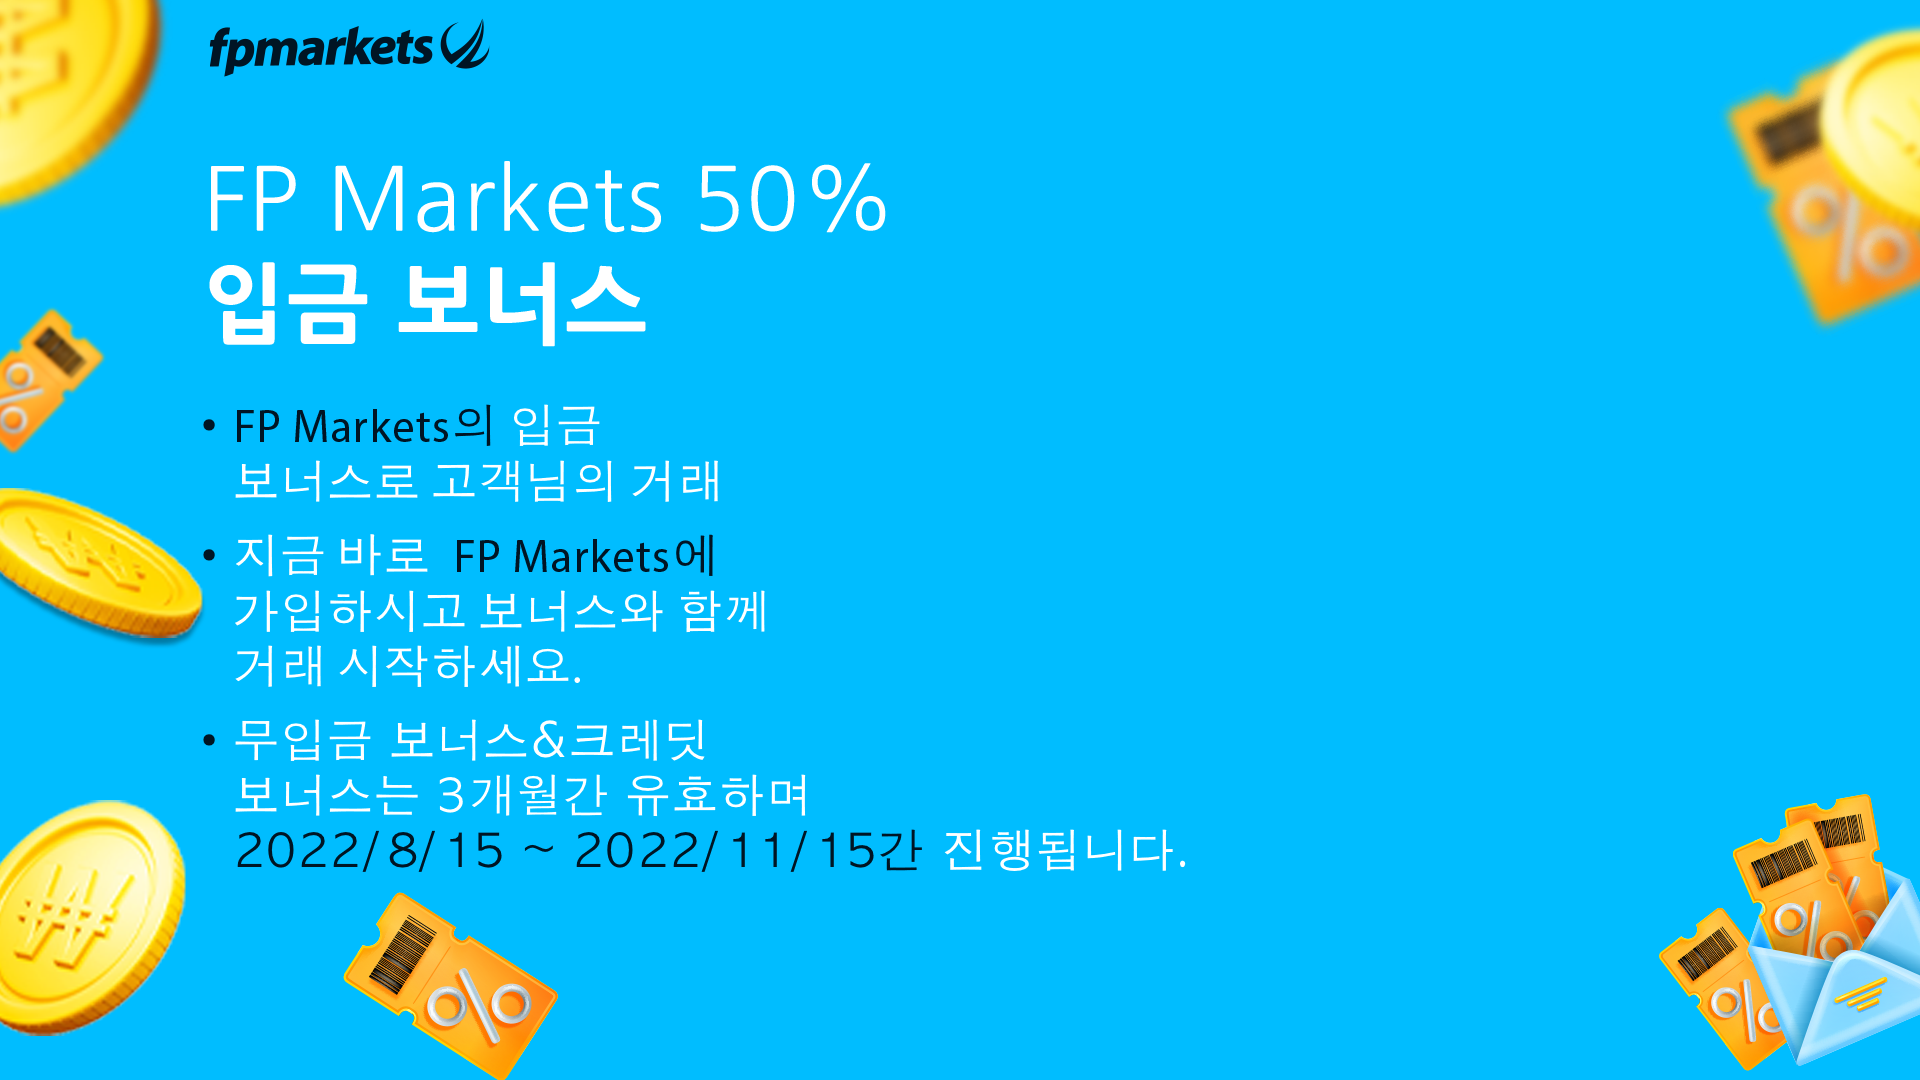 fpmarkets
FP Markets 50%
입금 보너스
• FP Markets의 입금
보너스로 고객님의 거래
• 지금 바로 FP Markets에
가입하시고 보너스와 함께
거래 시작하세요.
• 무입금 보너스&크레딧
보너스는 3개월간 유효하며
2022/8/15 ~ 2022/11/15간 진행됩니다.